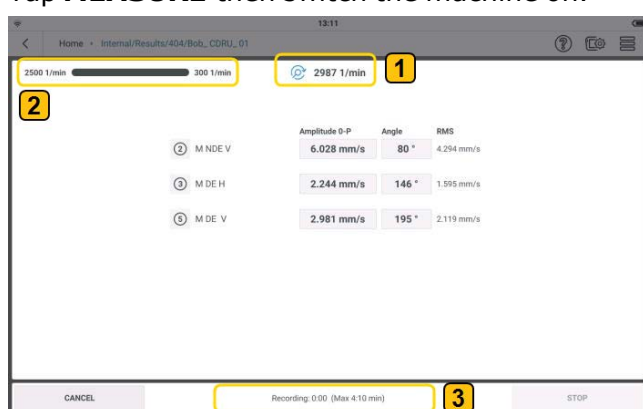 Tap MEASURE then switch the machine on.
13:11
Home • Internal/Results/404/Bob_ CDRU_ 01
2500 1/min 300 1/min 2987 1/min 1
2
Amplitude 0-P Angle RMS
2 M NDE V 6.028 mm/s 80 ° 4.294 mm/s
3 M DE H 2.244 mm/s 146 ° 1.595 mm/s
5 M DE V 2.981 mm/s 195 ° 2.119 mm/s
CANCEL Recording: 0:00 (Max 4:10 min) 3 STOP